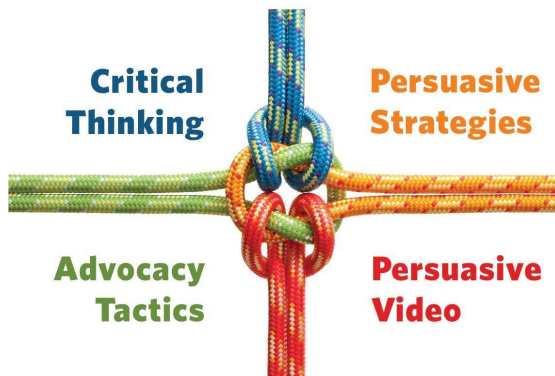 Critical
Thinking
Persuasive
Strategies
Advocacy
Tactics
Persuasive
Video